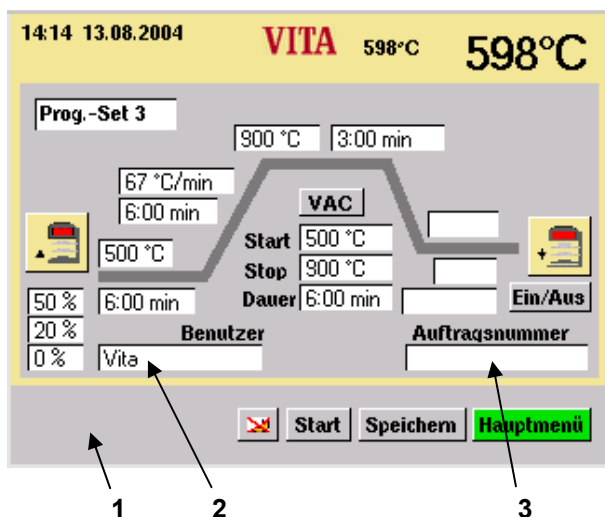 14:14 13.08.2004 VITA 598°C 598°C
Prog.-Set 3
900 °C 3:00 min
67 °C/min
6:00 min VAC
500 °C Start 500 °C
Stop 900 °C
50 % 6:00 min Dauer 6:00 min Ein/Aus
20 % Benutzer Auftragsnummer
0 % Vita
Start Speichern Hauptmenü
1 2 3